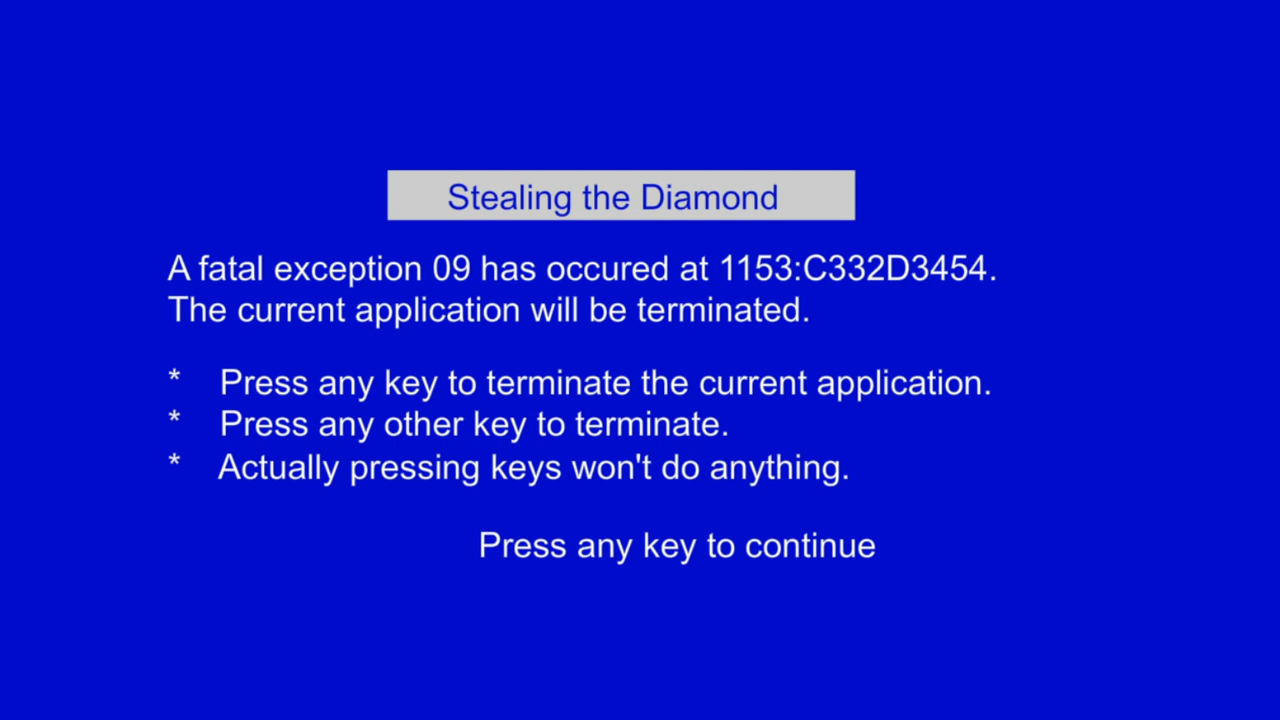 Stealing the Diamond
A fatal exception 09 has occured at 1153:C332D3454.
The current application will be terminated.
* Press any key to terminate the current application.
* Press any other key to terminate.
* Actually pressing keys won't do anything.
Press any key to continue